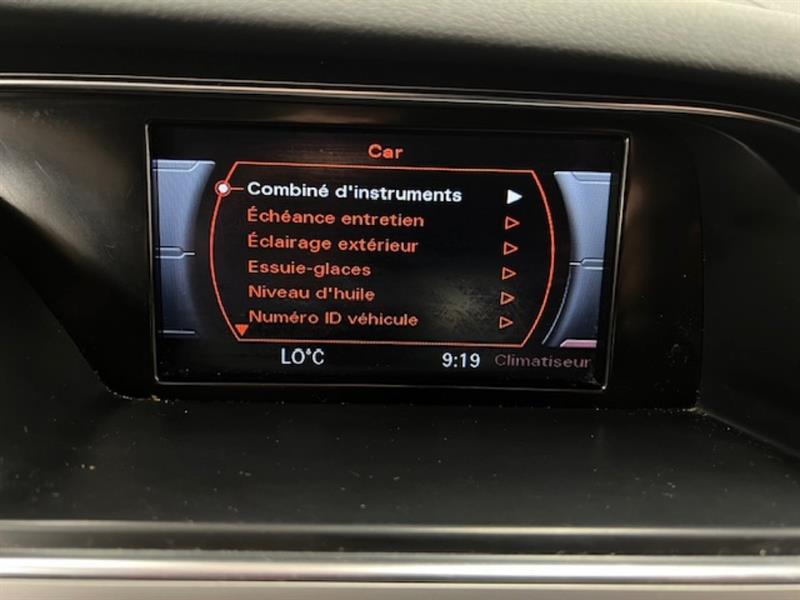 Car
Combiné d'instruments
Échéance entretien
Éclairage extérieur
Essuie-glaces
Niveau d'huile
Numéro ID véhicule
LO°C 9:19 Climatiseur